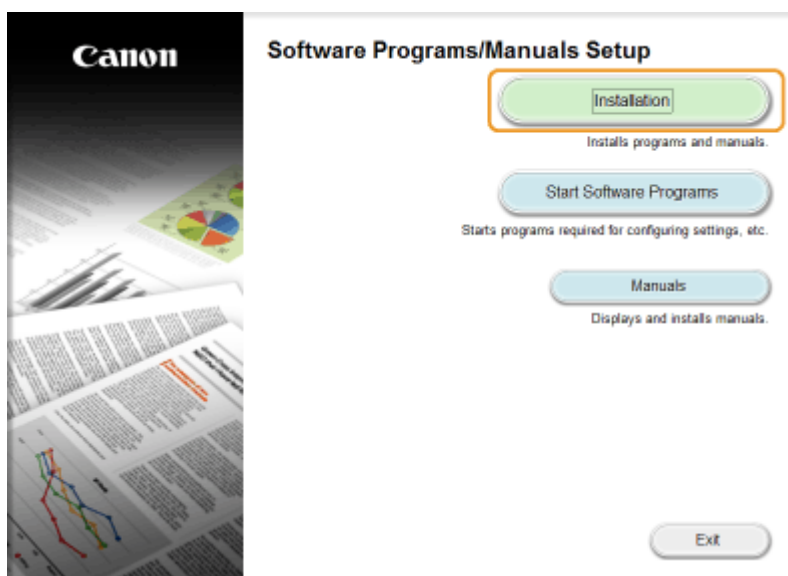 Canon
Software Programs/Manuals Setup
Installation
Installs programs and manuals.
Start Software Programs
Starts programs required for configuring settings, etc.
Manuals
Displays and installs manuals.
Exit